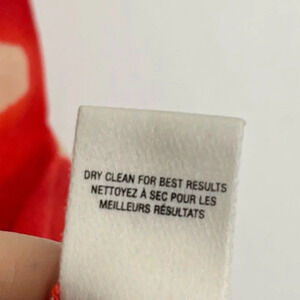 DRY CLEAN FOR BEST RESULTS
NETTOYEZ À SEC POUR LES
MEILLEURS RÉSULTATS